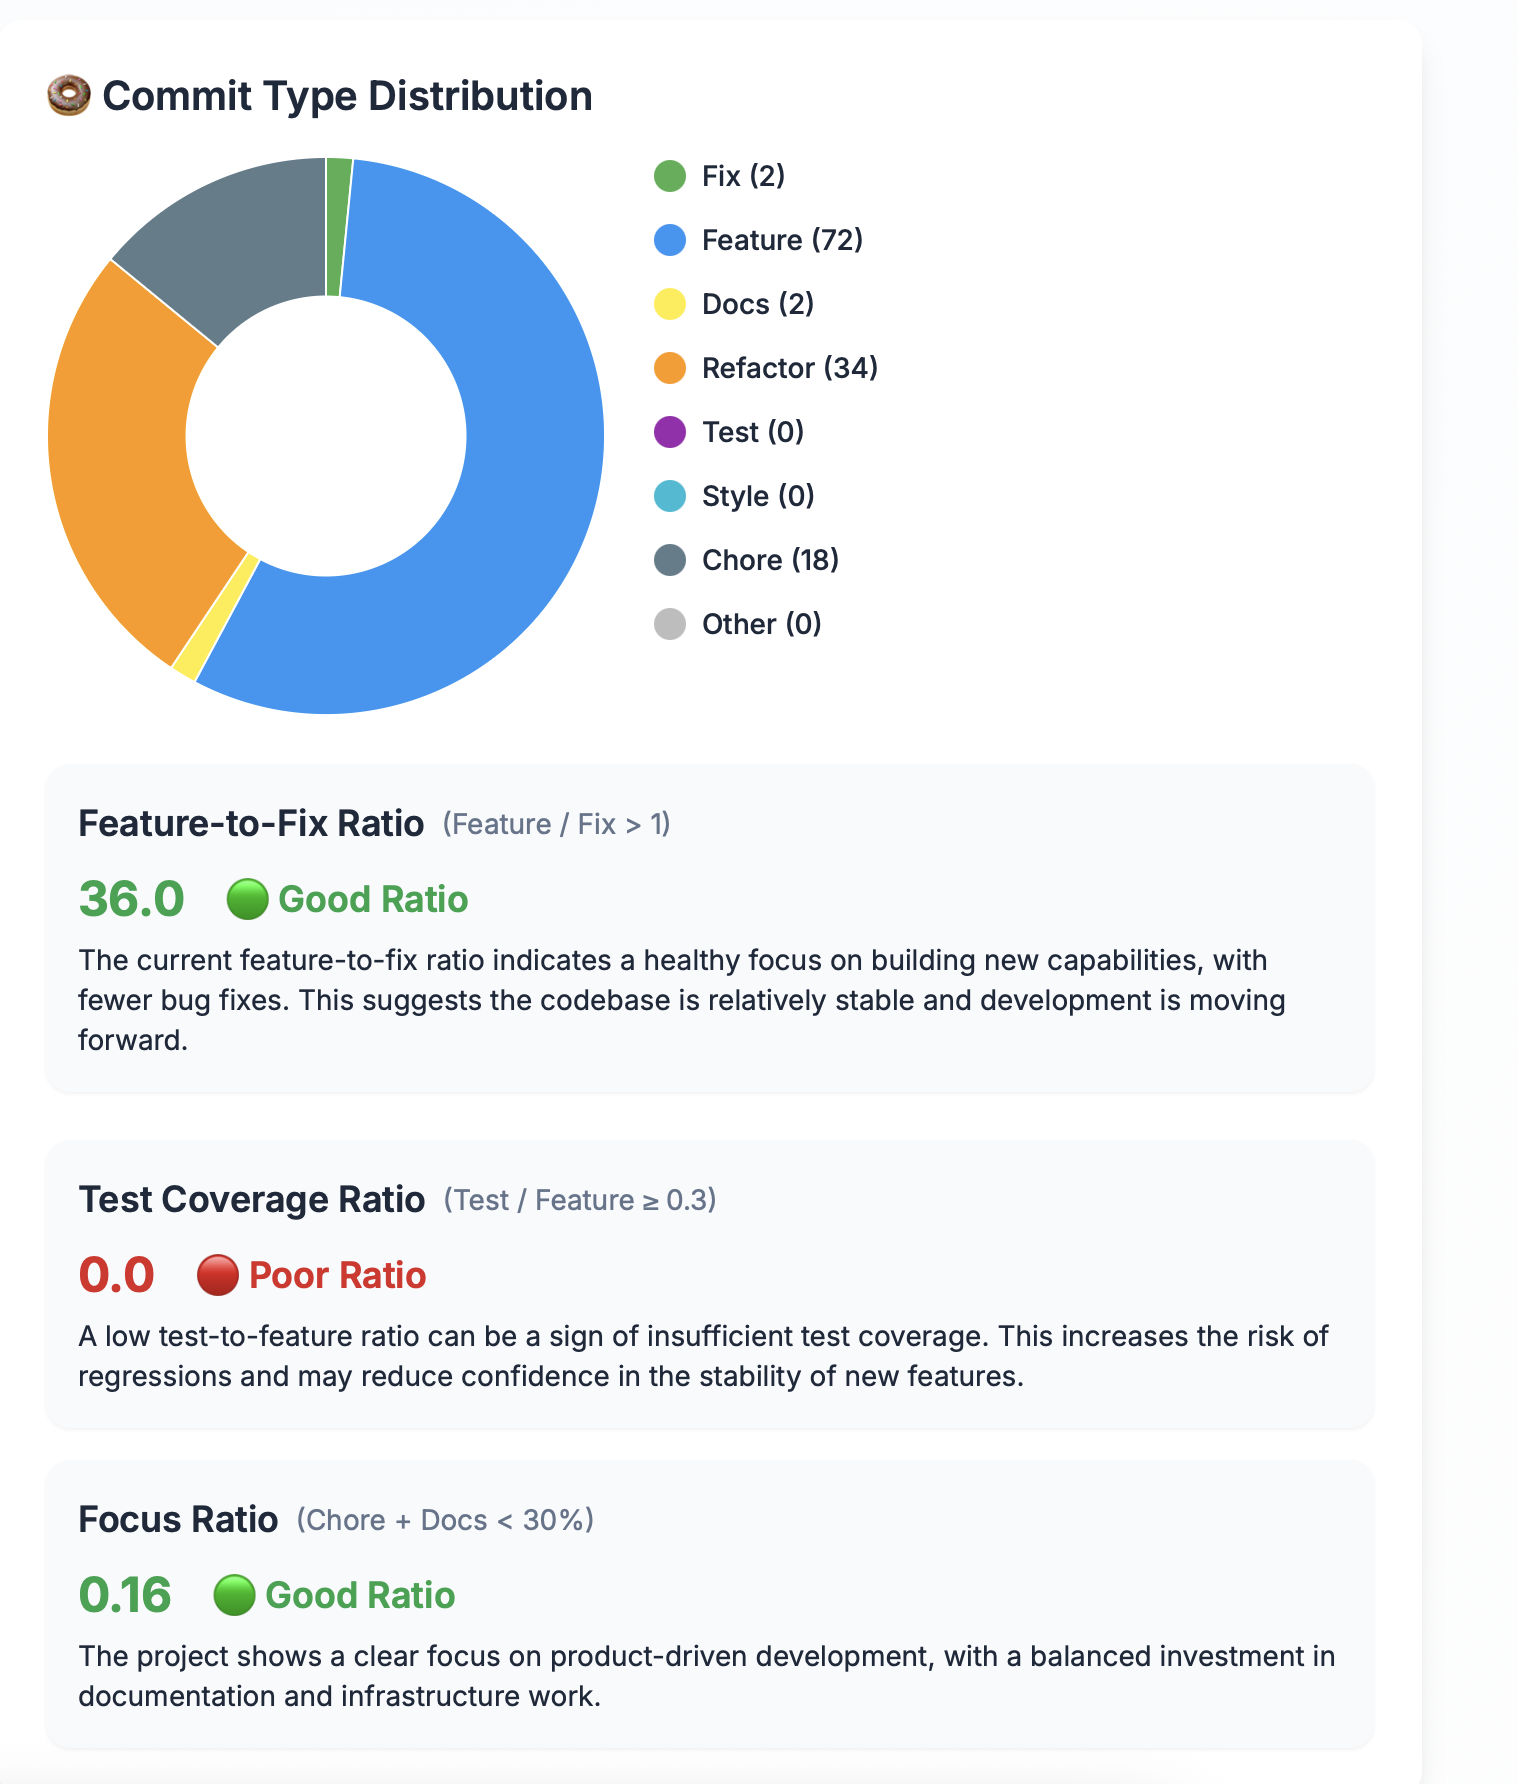 🍩 Commit Type Distribution
Fix (2)
Feature (72)
Docs (2)
Refactor (34)
Test (0)
Style (0)
Chore (18)
Other (0)
Feature-to-Fix Ratio (Feature / Fix > 1)
36.0 🟢 Good Ratio
The current feature-to-fix ratio indicates a healthy focus on building new capabilities, with
fewer bug fixes. This suggests the codebase is relatively stable and development is moving
forward.
Test Coverage Ratio (Test / Feature ≥ 0.3)
0.0 🔴 Poor Ratio
A low test-to-feature ratio can be a sign of insufficient test coverage. This increases the risk of
regressions and may reduce confidence in the stability of new features.
Focus Ratio (Chore + Docs < 30%)
0.16 🟢 Good Ratio
The project shows a clear focus on product-driven development, with a balanced investment in
documentation and infrastructure work.